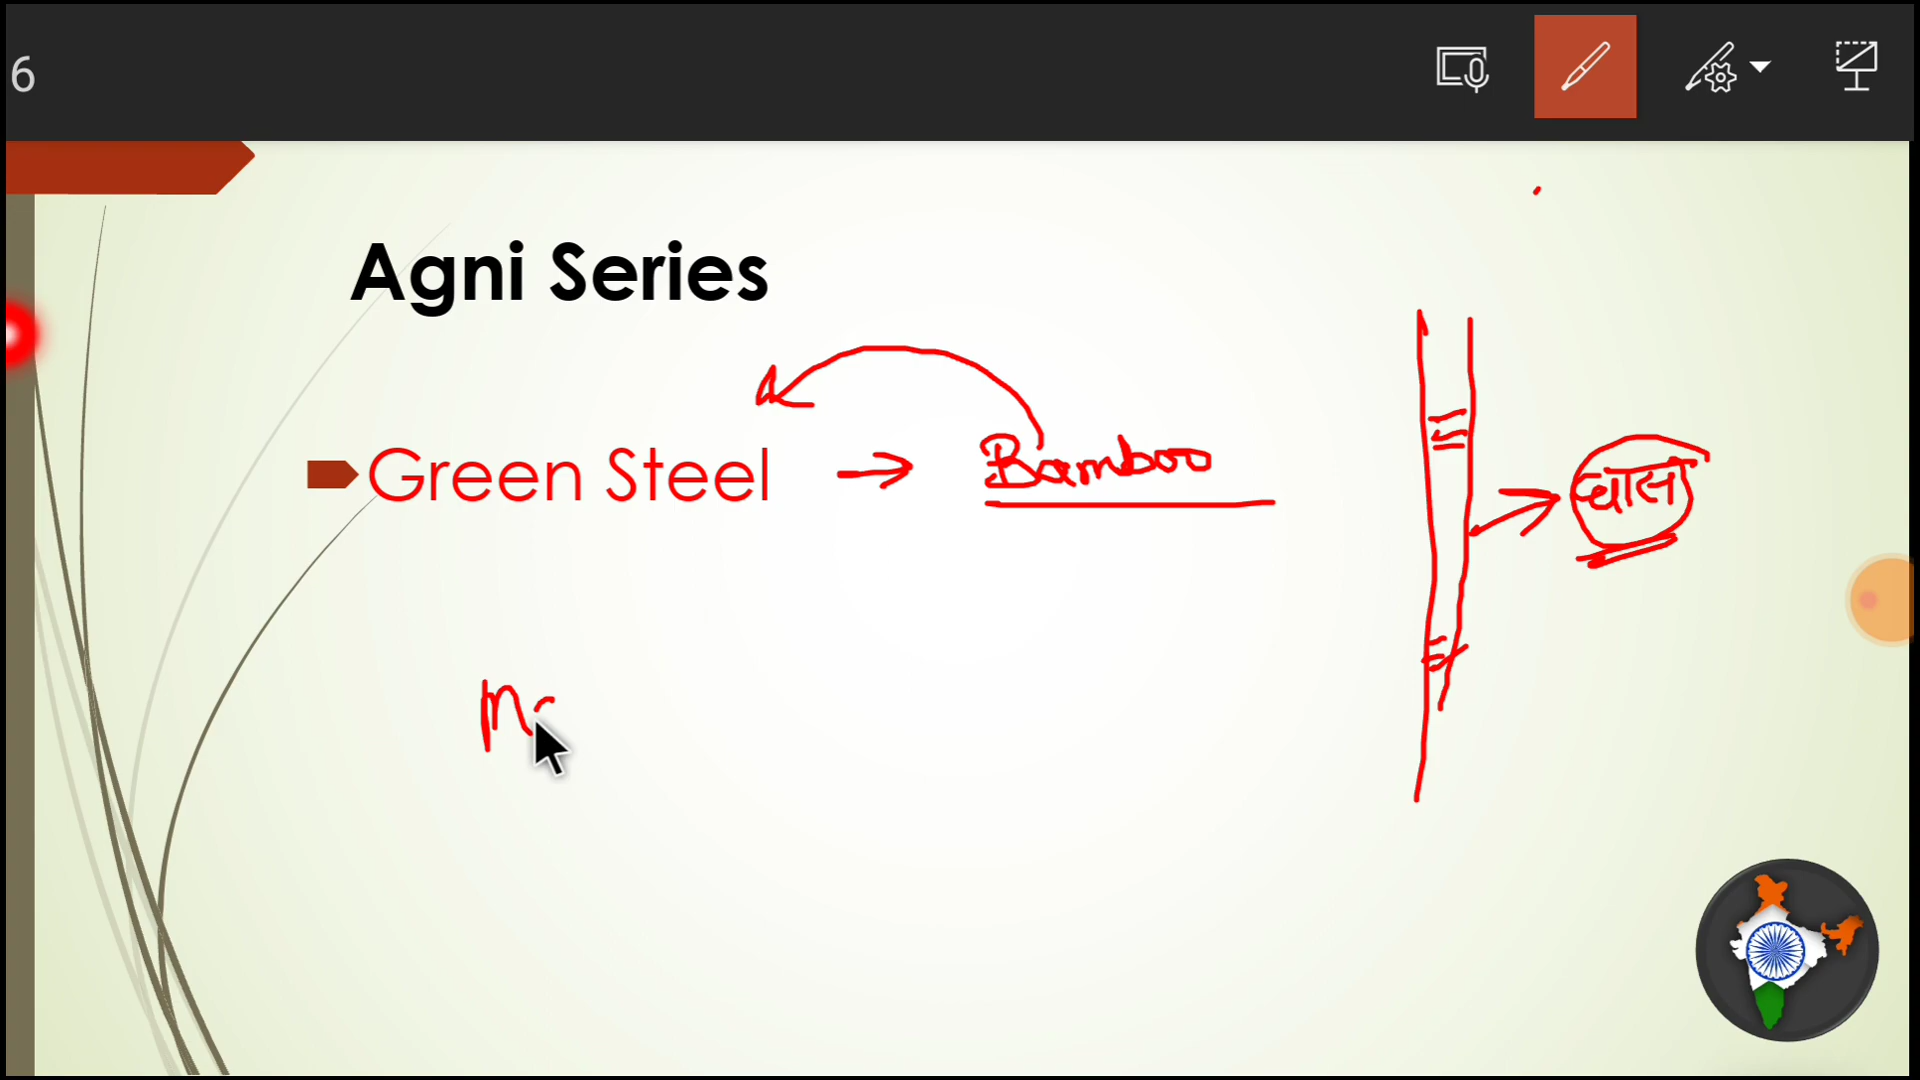 6
Agni Series
Green Steel → Bamboo
घास